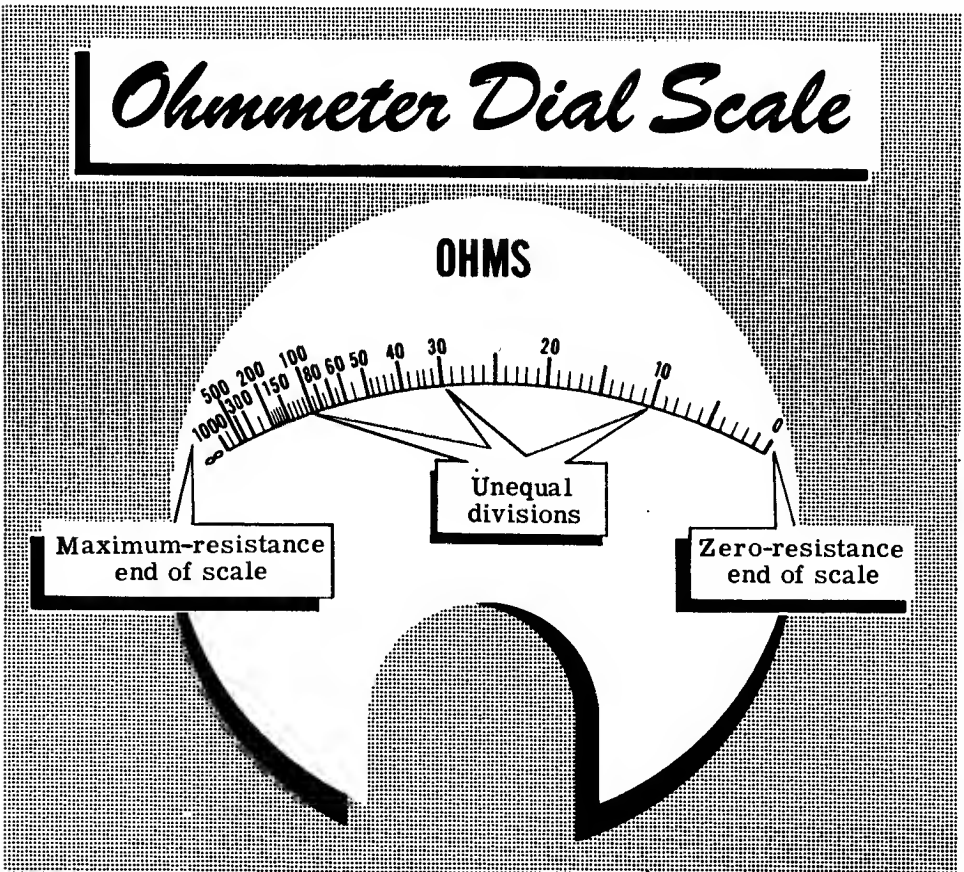 Ohmmeter Dial Scale
OHMS
∞ 1000 500 300 200 150 100 80 60 50 40 30 20 10 0
Unequal
divisions
Maximum-resistance
end of scale
Zero-resistance
end of scale